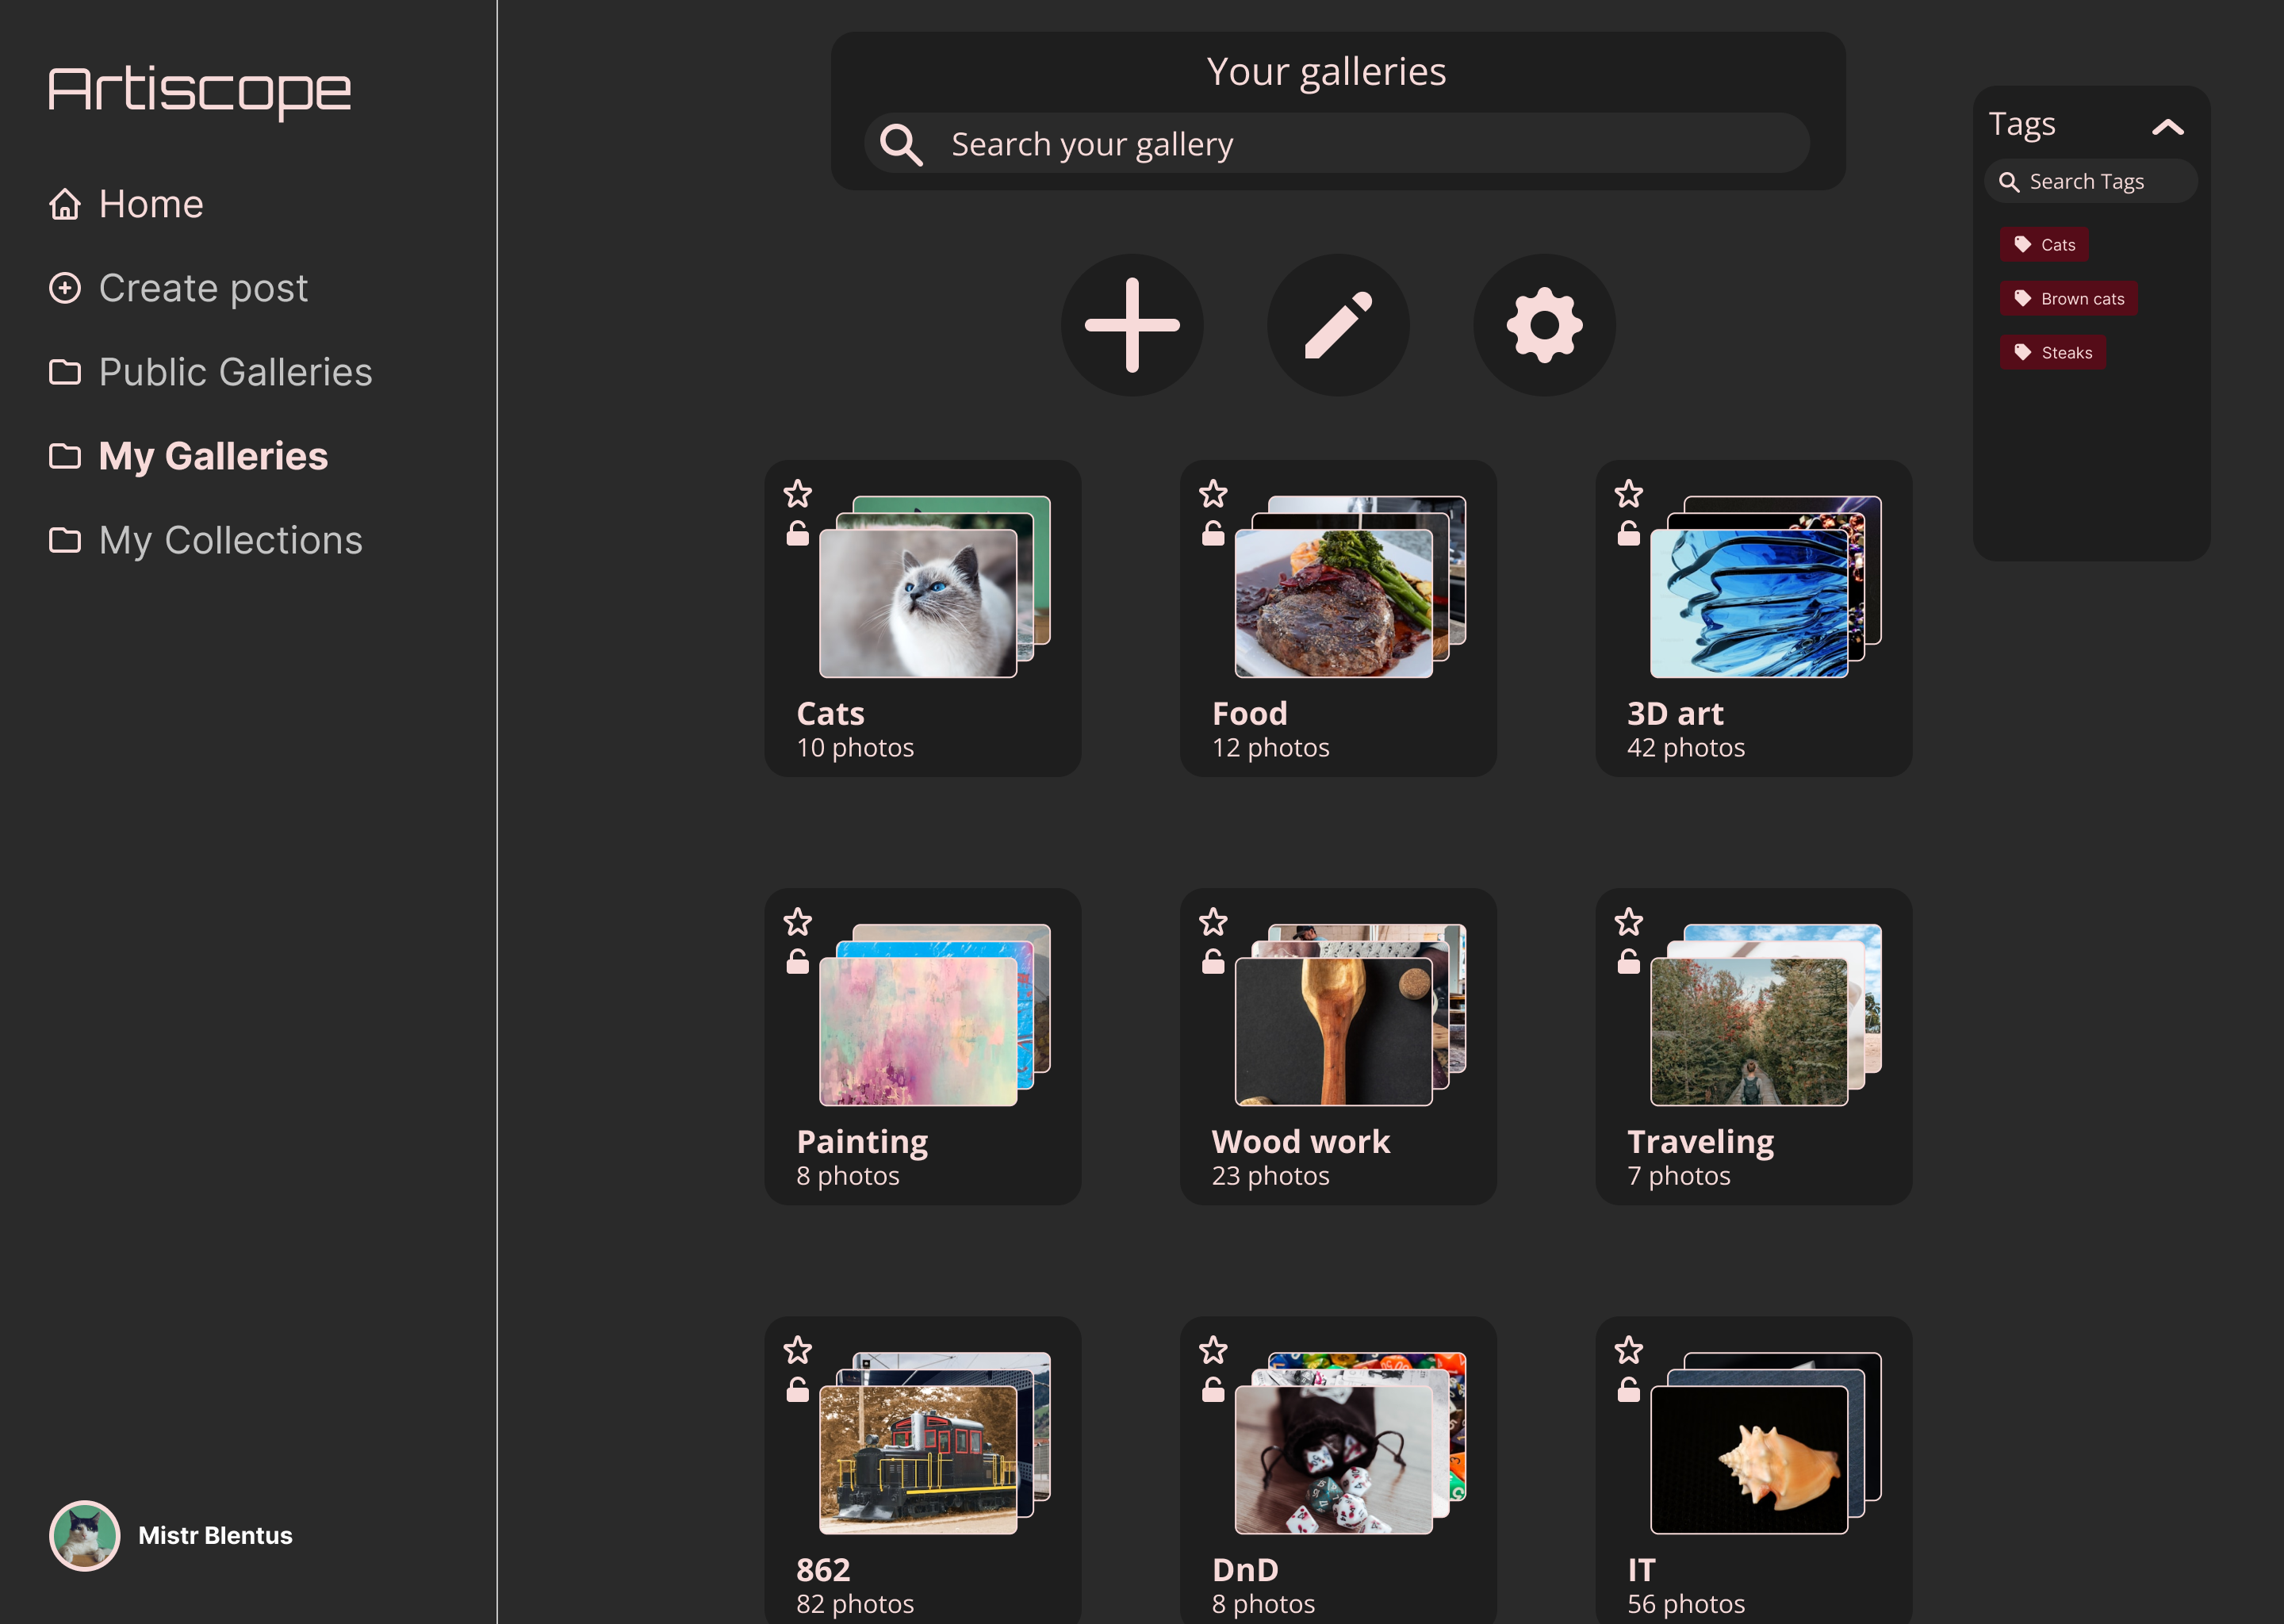 Artiscope
Home
Create post
Public Galleries
My Galleries
My Collections
Mistr Blentus
Your galleries
Search your gallery
Cats
10 photos
Food
12 photos
3D art
42 photos
Painting
8 photos
Wood work
23 photos
Traveling
7 photos
862
82 photos
DnD
8 photos
IT
56 photos
Tags
Search Tags
Cats
Brown cats
Steaks